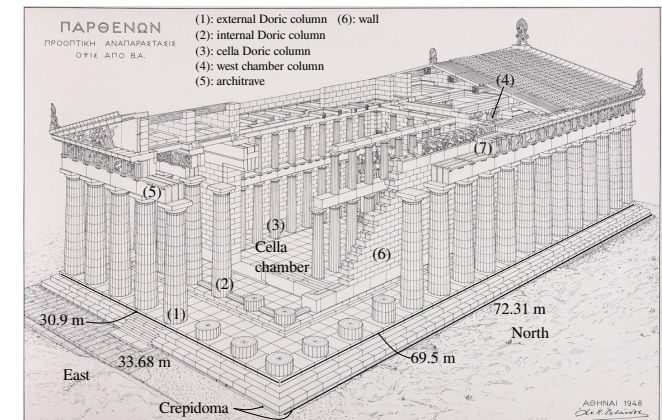 ΠΑΡΘΕΝΩΝ
ΠΡΟΟΠΤΙΚΗ ΑΝΑΠΑΡΑΣΤΑΣΙΣ
ΟΨΙΣ ΑΠΟ Β.Α.
(1): external Doric column (6): wall
(2): internal Doric column
(3): cella Doric column
(4): west chamber column
(5): architrave
(4)
(7)
(5)
(3)
Cella
chamber
(6)
(2)
(1)
30.9 m
72.31 m
North
33.68 m
69.5 m
East
Crepidoma
ΑΘΗΝΑΙ 1948